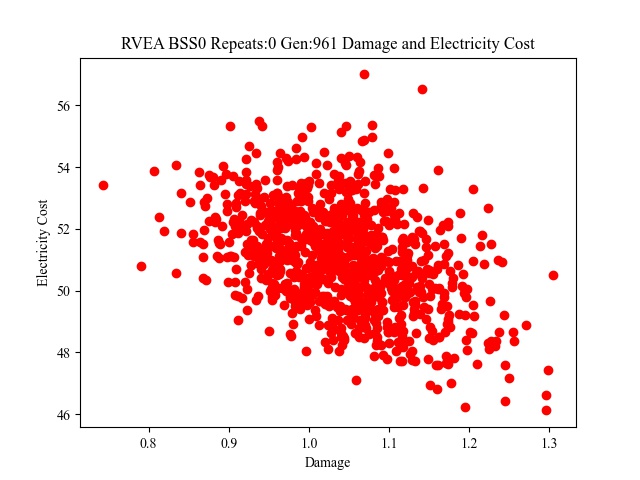 RVEA BSS0 Repeats:0 Gen:961 Damage and Electricity Cost
56
54
52
50
48
46
Electricity Cost
0.8 0.9 1.0 1.1 1.2 1.3
Damage